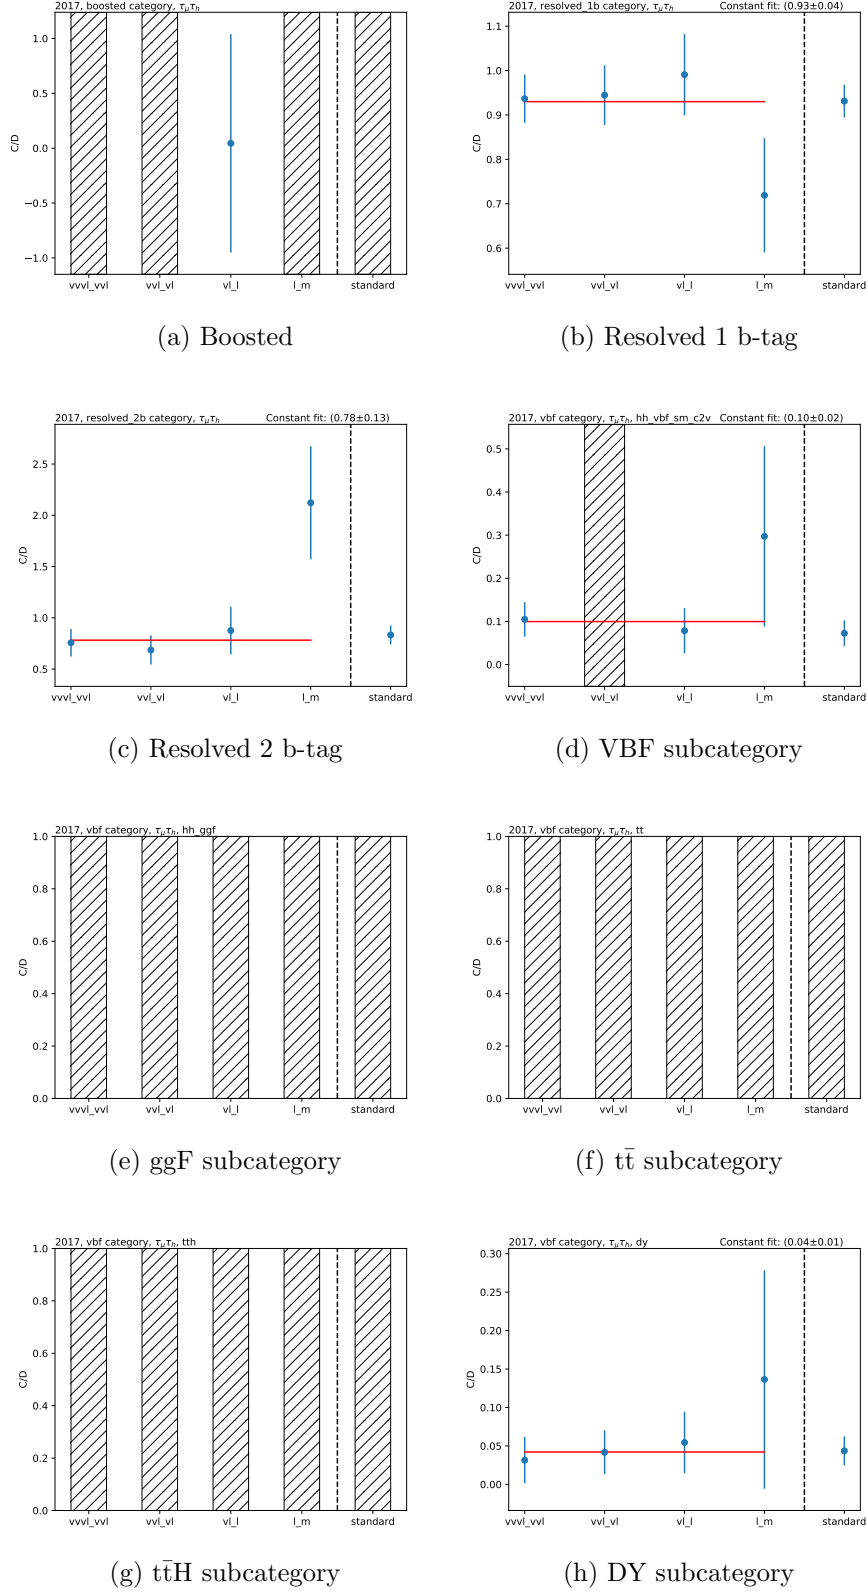 2017, boosted category, τμτh
1.0
0.5
0.0
−0.5
−1.0
C/D
vvvl_vvl vvl_vl vl_l l_m standard
(a) Boosted
2017, resolved_1b category, τμτh Constant fit: (0.93±0.04)
1.1
1.0
0.9
0.8
0.7
0.6
C/D
vvvl_vvl vvl_vl vl_l l_m standard
(b) Resolved 1 b-tag
2017, resolved_2b category, τμτh Constant fit: (0.78±0.13)
2.5
2.0
1.5
1.0
0.5
C/D
vvvl_vvl vvl_vl vl_l l_m standard
(c) Resolved 2 b-tag
2017, vbf category, τμτh, hh_vbf_sm_c2v Constant fit: (0.10±0.02)
0.5
0.4
0.3
0.2
0.1
0.0
C/D
vvvl_vvl vvl_vl vl_l l_m standard
(d) VBF subcategory
2017, vbf category, τμτh, hh_ggf
1.0
0.8
0.6
0.4
0.2
0.0
C/D
vvvl_vvl vvl_vl vl_l l_m standard
(e) ggF subcategory
2017, vbf category, τμτh, tt
1.0
0.8
0.6
0.4
0.2
0.0
C/D
vvvl_vvl vvl_vl vl_l l_m standard
(f) tt̄ subcategory
2017, vbf category, τμτh, tth
1.0
0.8
0.6
0.4
0.2
0.0
C/D
vvvl_vvl vvl_vl vl_l l_m standard
(g) tt̄H subcategory
2017, vbf category, τμτh, dy Constant fit: (0.04±0.01)
0.30
0.25
0.20
0.15
0.10
0.05
0.00
C/D
vvvl_vvl vvl_vl vl_l l_m standard
(h) DY subcategory